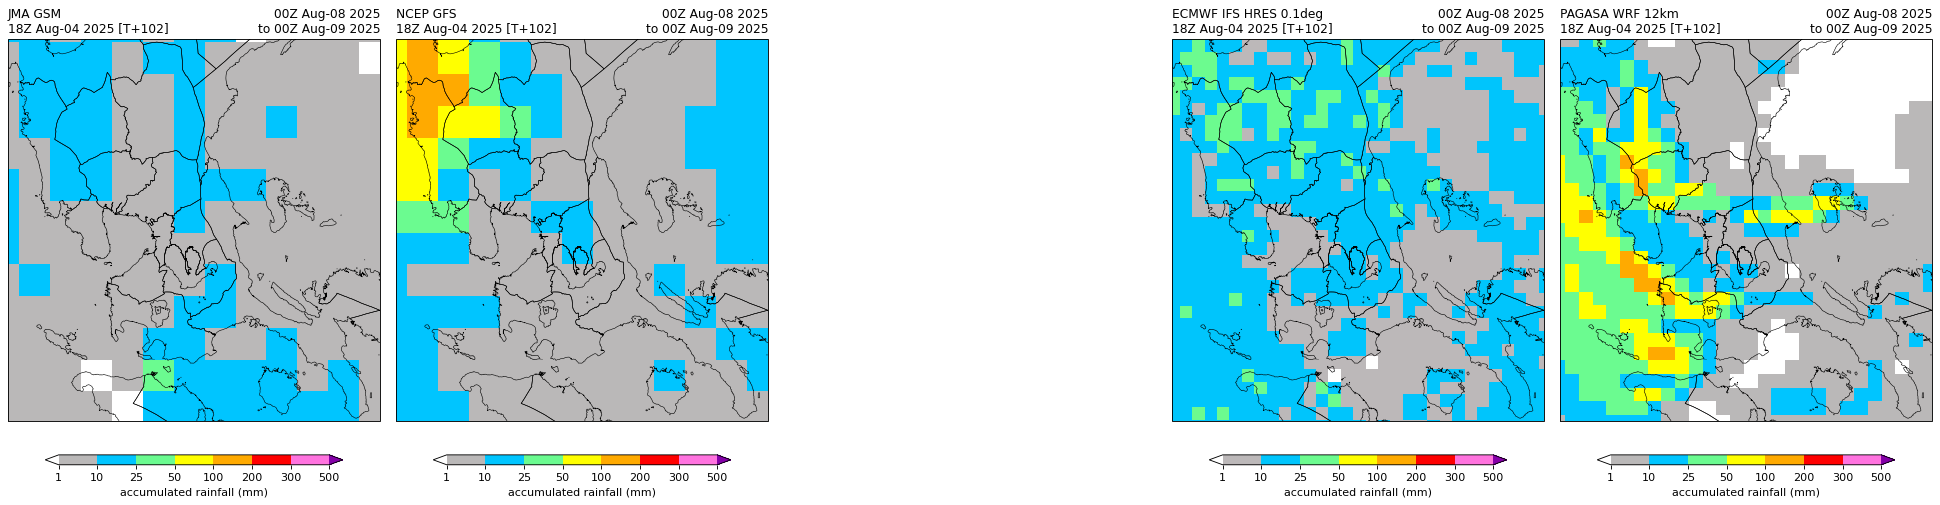 JMA GSM 00Z Aug-08 2025
18Z Aug-04 2025 [T+102] to 00Z Aug-09 2025
1 10 25 50 100 200 300 500
accumulated rainfall (mm)
NCEP GFS 00Z Aug-08 2025
18Z Aug-04 2025 [T+102] to 00Z Aug-09 2025
1 10 25 50 100 200 300 500
accumulated rainfall (mm)
ECMWF IFS HRES 0.1deg 00Z Aug-08 2025
18Z Aug-04 2025 [T+102] to 00Z Aug-09 2025
1 10 25 50 100 200 300 500
accumulated rainfall (mm)
PAGASA WRF 12km 00Z Aug-08 2025
18Z Aug-04 2025 [T+102] to 00Z Aug-09 2025
1 10 25 50 100 200 300 500
accumulated rainfall (mm)